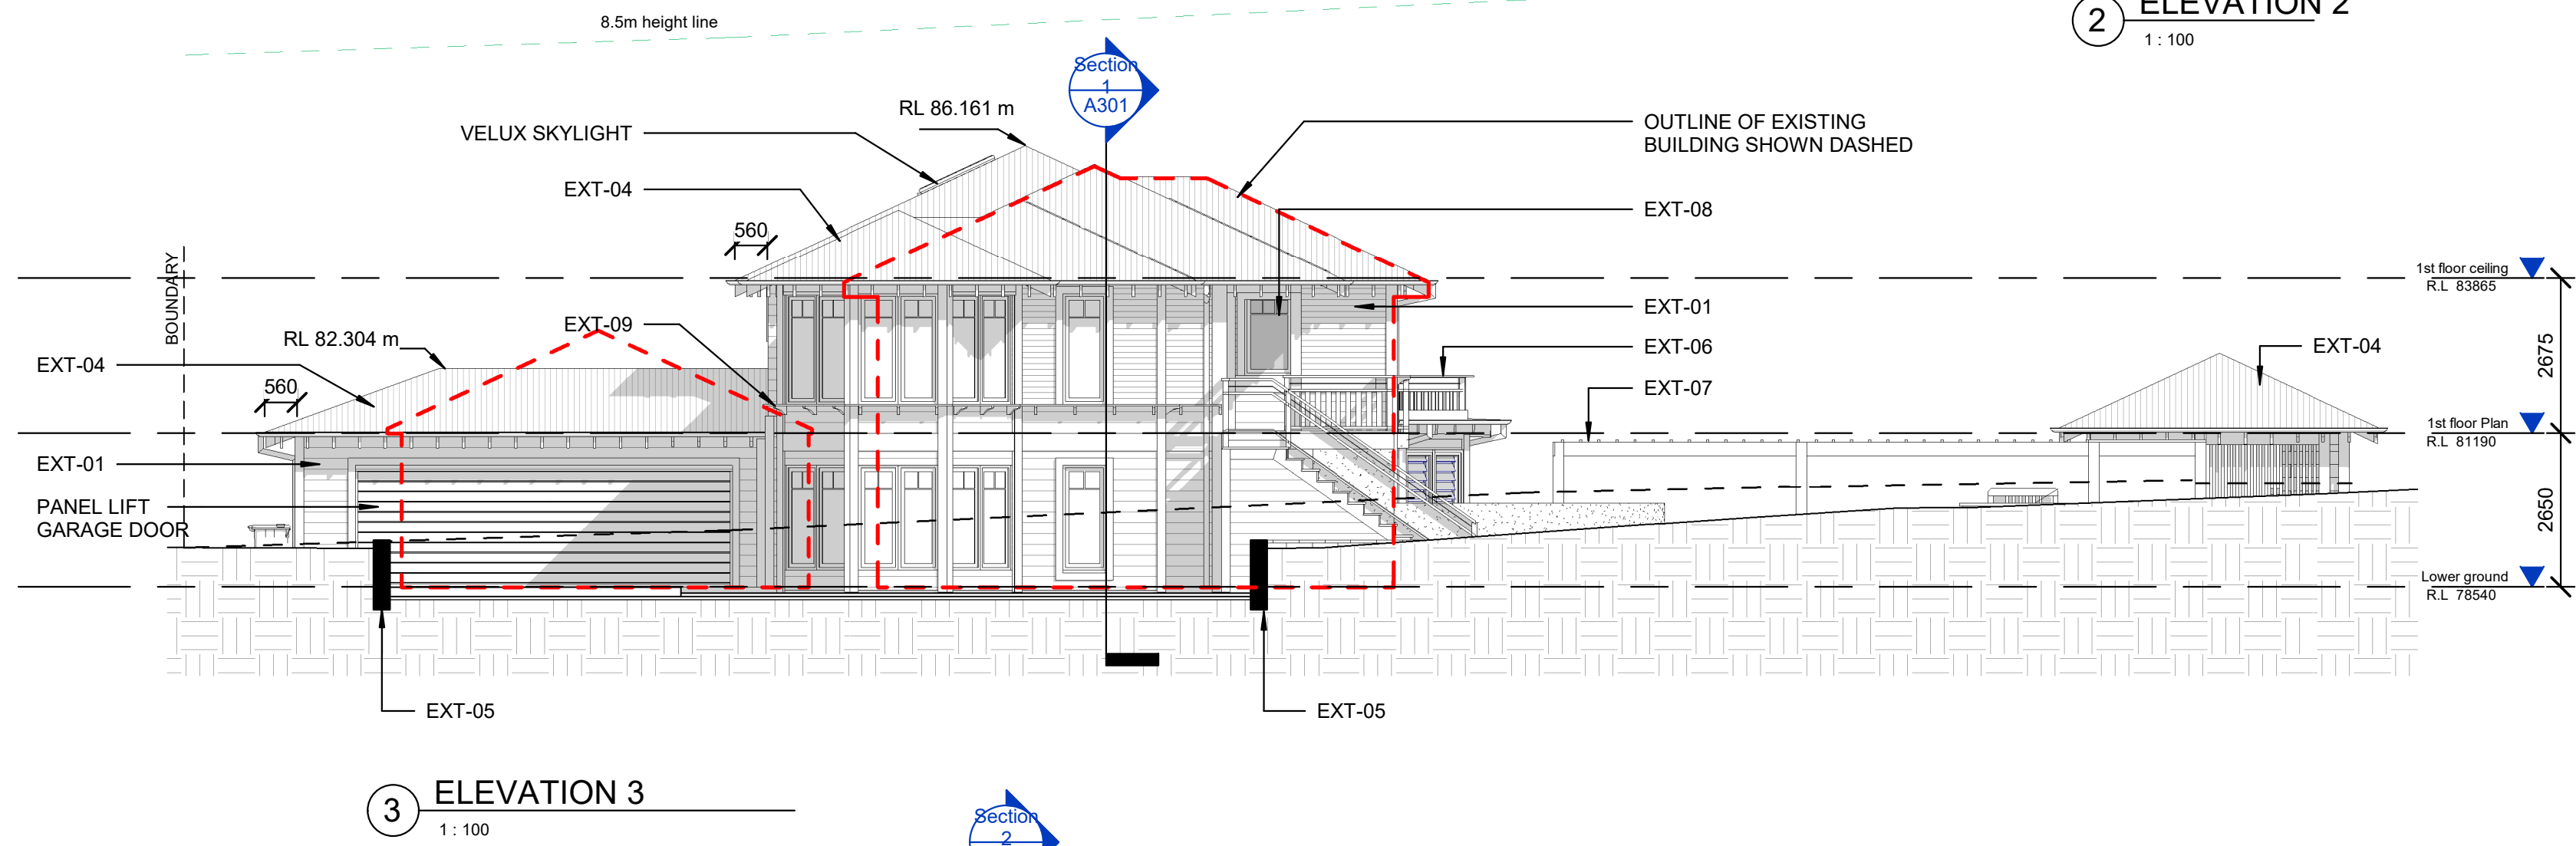 8.5m height line
2
ELEVATION 2
1 : 100
Section
1
A301
RL 86.161 m
VELUX SKYLIGHT
OUTLINE OF EXISTING
BUILDING SHOWN DASHED
EXT-04
EXT-08
560
BOUNDARY
1st floor ceiling
R.L 83865
EXT-01
EXT-09
RL 82.304 m
EXT-06
EXT-04
2675
EXT-04
560
EXT-07
1st floor Plan
R.L 81190
EXT-01
PANEL LIFT
GARAGE DOOR
2650
Lower ground
R.L 78540
EXT-05
EXT-05
3
ELEVATION 3
1 : 100
Section
2